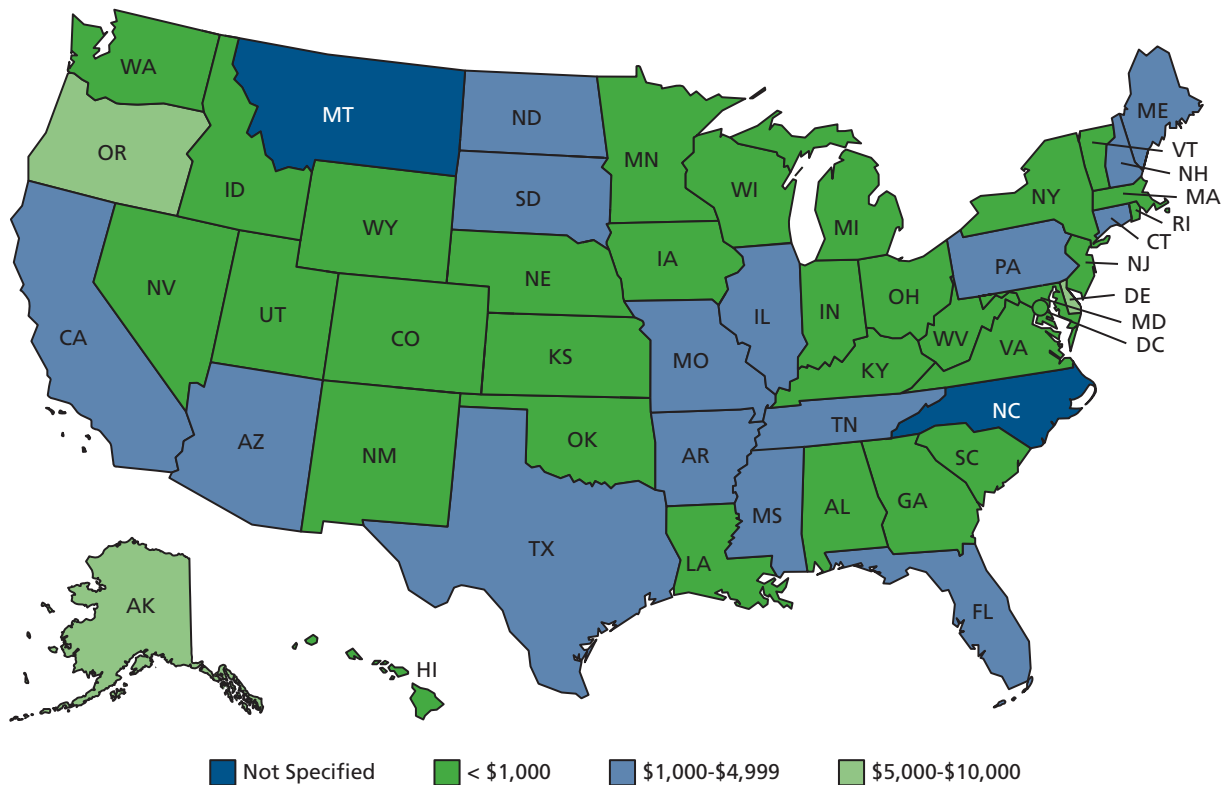 WA
MT
ND
ME
OR
MN
VT
ID
SD
WI
NH
NY
MA
WY
MI
RI
CT
IA
PA
NJ
NE
NV
OH
DE
UT
IL
IN
MD
CA
CO
WV
VA
DC
KS
MO
KY
NC
TN
AZ
OK
NM
AR
SC
MS
AL
GA
TX
LA
AK
FL
HI
Not Specified
< $1,000
$1,000-$4,999
$5,000-$10,000